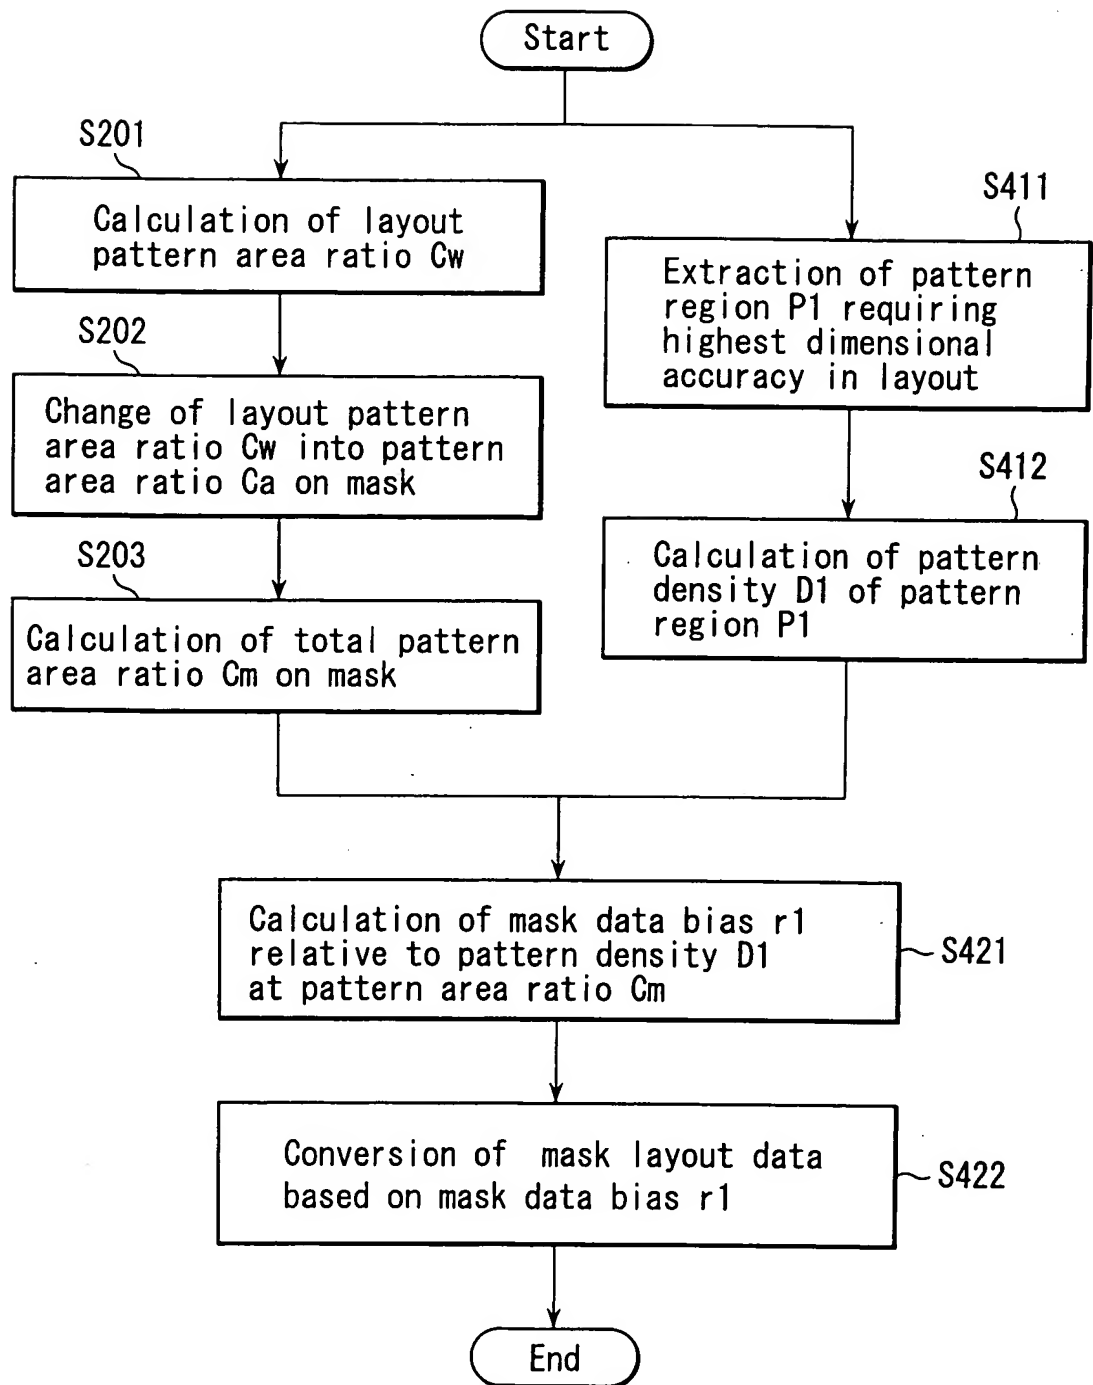 Start
S201
Calculation of layout
pattern area ratio Cw
S202
Change of layout pattern
area ratio Cw into pattern
area ratio Ca on mask
S203
Calculation of total pattern
area ratio Cm on mask
S411
Extraction of pattern
region P1 requiring
highest dimensional
accuracy in layout
S412
Calculation of pattern
density D1 of pattern
region P1
Calculation of mask data bias r1
relative to pattern density D1
at pattern area ratio Cm
S421
Conversion of mask layout data
based on mask data bias r1
S422
End